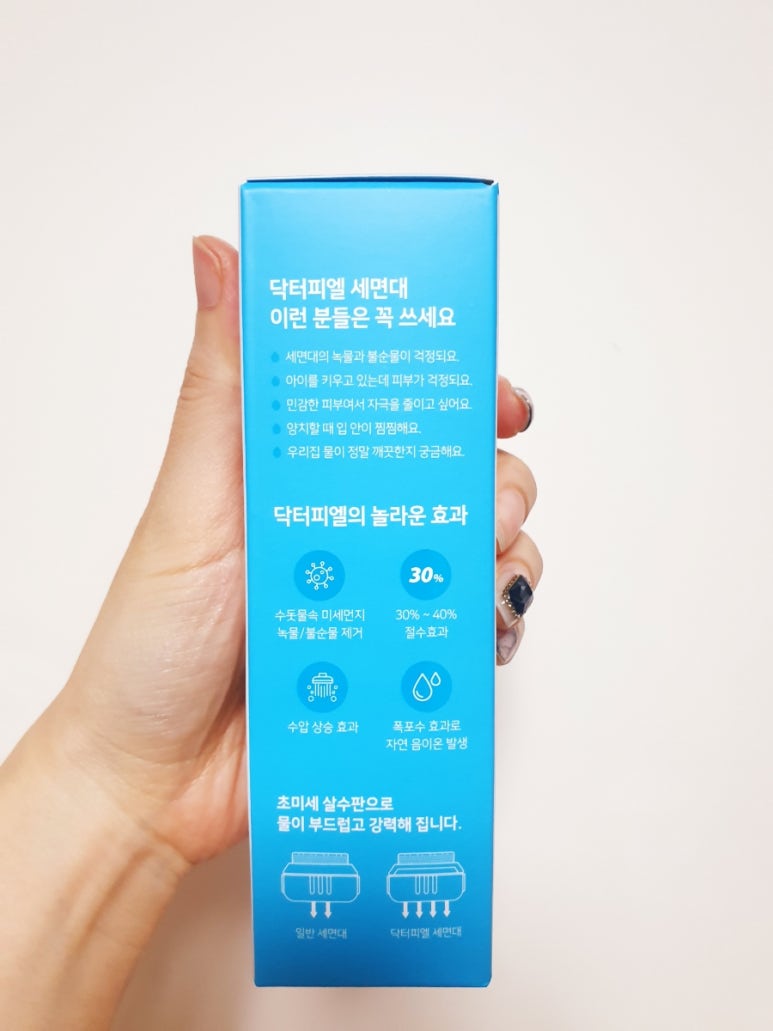 닥터피엘 세면대
이런 분들은 꼭 쓰세요
세면대의 녹물과 불순물이 걱정되요.
아이를 키우고 있는데 피부가 걱정되요.
민감한 피부여서 자극을 줄이고 싶어요.
양치할 때 입 안이 찜찜해요.
우리집 물이 정말 깨끗한지 궁금해요.
닥터피엘의 놀라운 효과
30%
수돗물속 미세먼지
녹물/불순물 제거
30% ~ 40%
절수효과
수압 상승 효과
폭포수 효과로
자연 음이온 발생
초미세 살수판으로
물이 부드럽고 강력해 집니다.
일반 세면대
닥터피엘 세면대